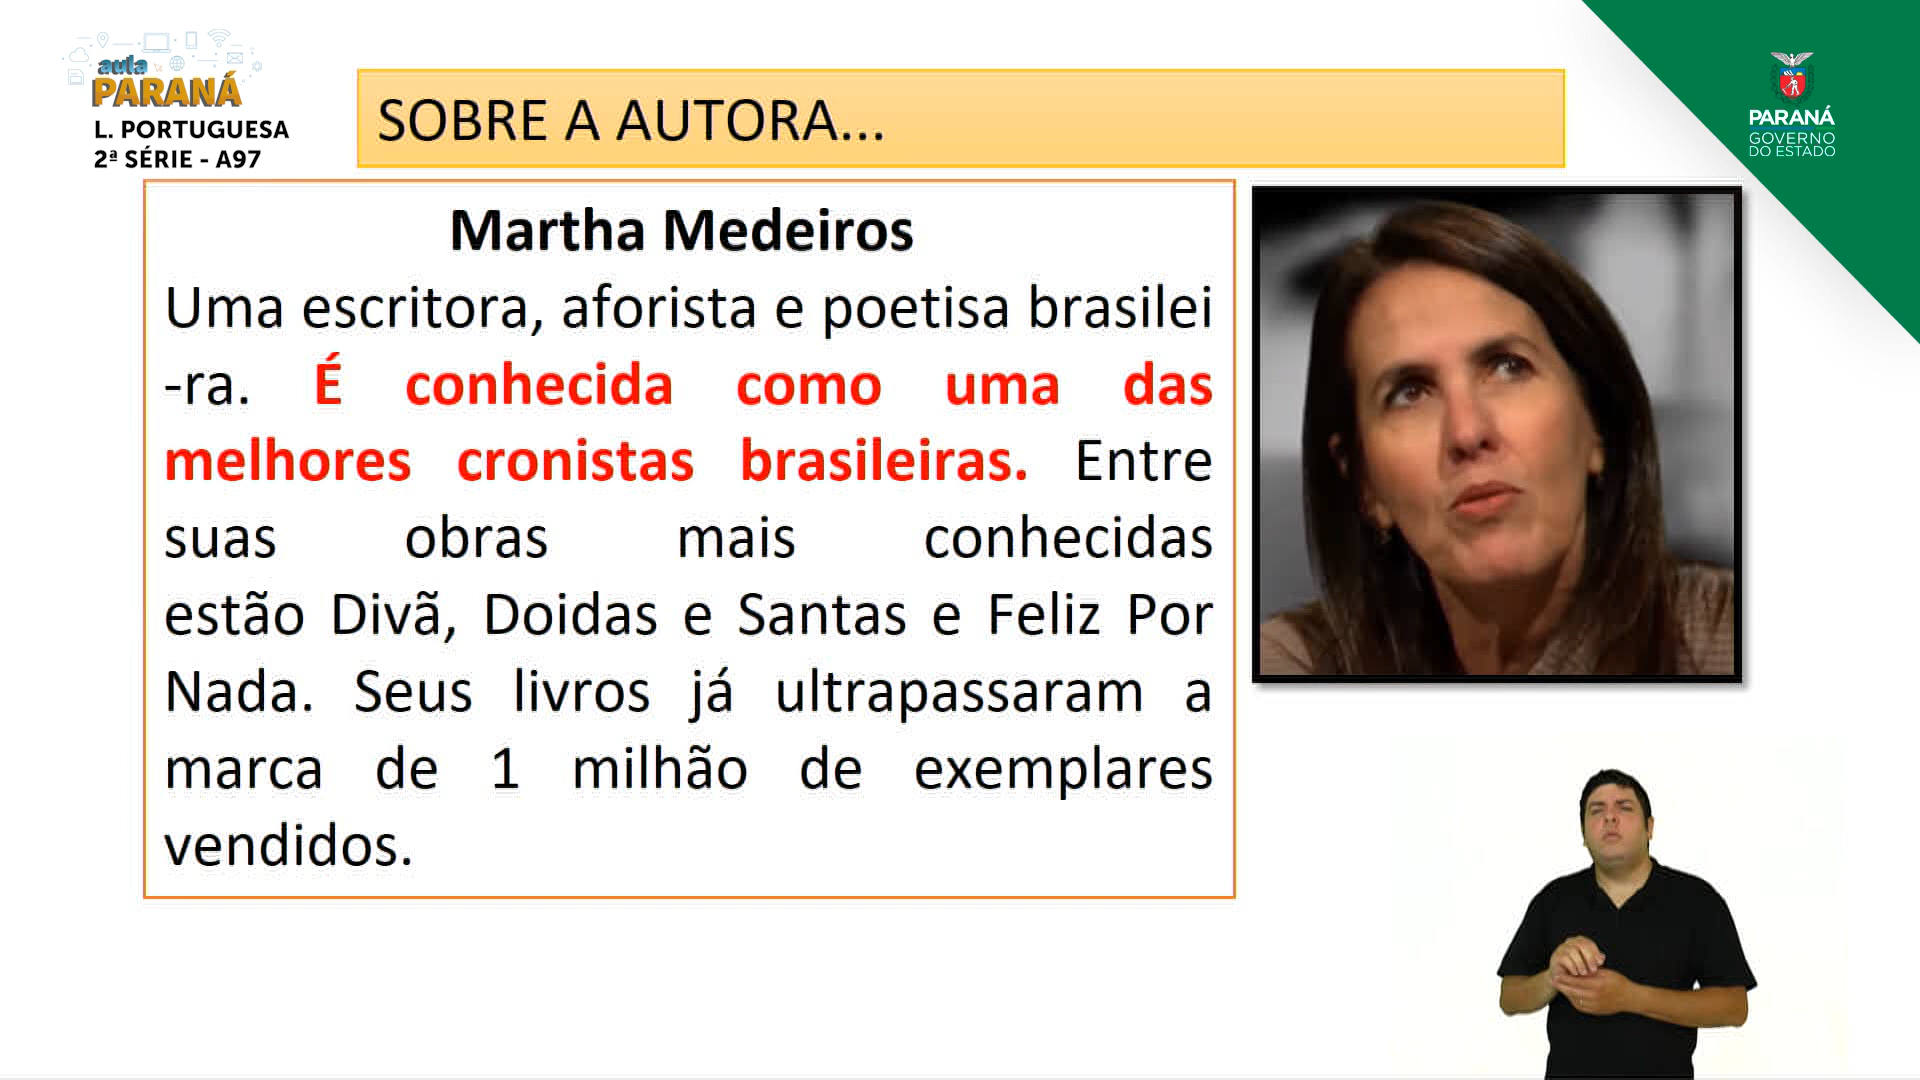 aula
PARANÁ
L. PORTUGUESA
2ª SÉRIE - A97
SOBRE A AUTORA...
PARANÁ
GOVERNO
DO ESTADO
Martha Medeiros
Uma escritora, aforista e poetisa brasilei
-ra. É conhecida como uma das
melhores cronistas brasileiras. Entre
suas obras mais conhecidas
estão Divã, Doidas e Santas e Feliz Por
Nada. Seus livros já ultrapassaram a
marca de 1 milhão de exemplares
vendidos.